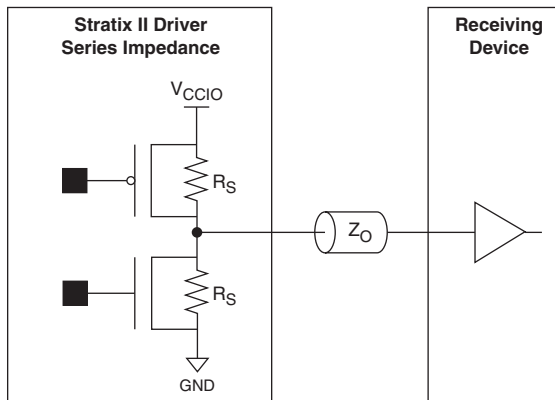 Stratix II Driver
Series Impedance
Receiving
Device
VCCIO
RS
ZO
RS
GND